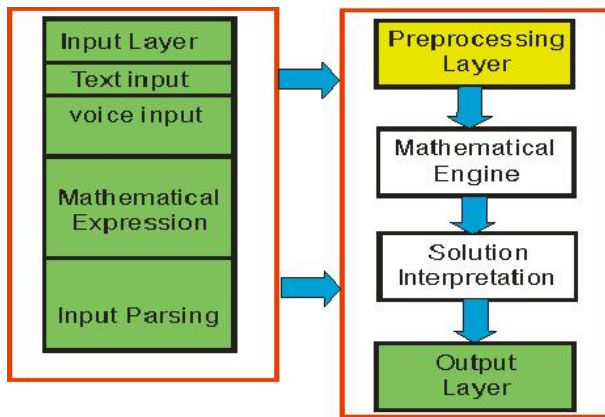 Input Layer
Text input
voice input
Mathematical
Expression
Input Parsing
Preprocessing
Layer
Mathematical
Engine
Solution
Interpretation
Output
Layer